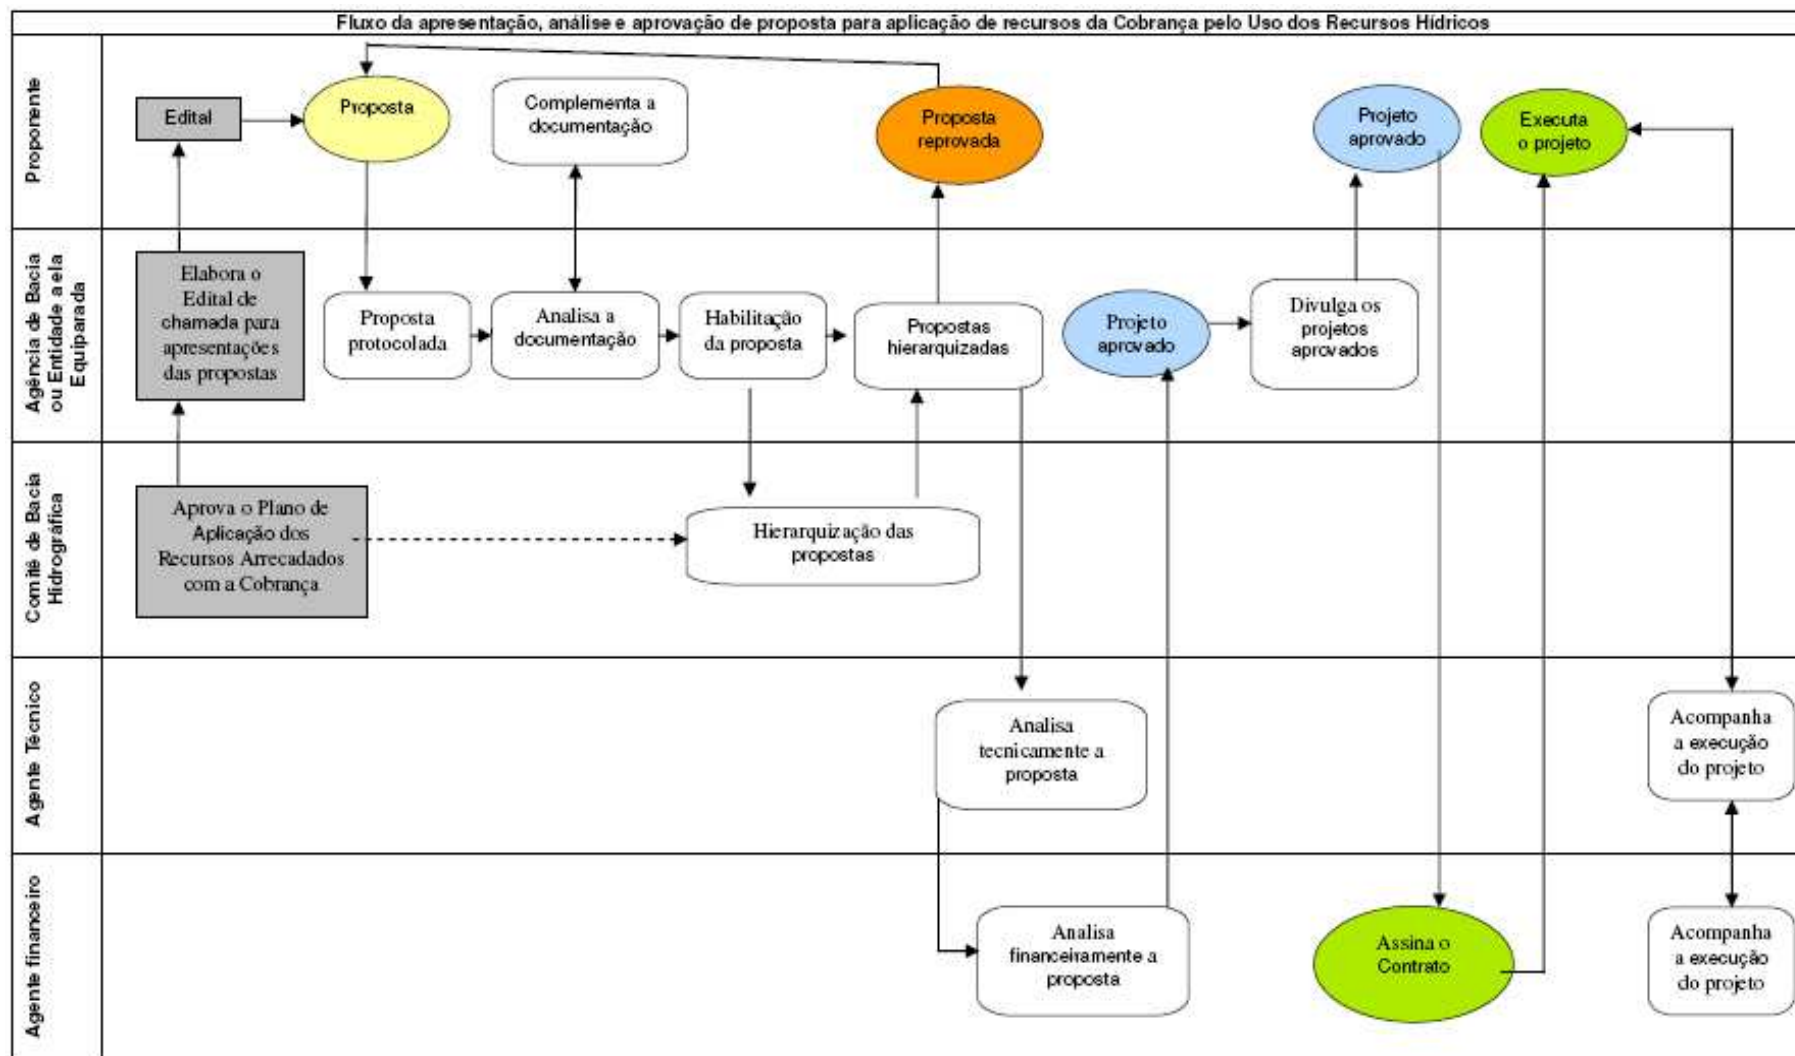 Fluxo da apresentação, análise e aprovação de proposta para aplicação de recursos da Cobrança pelo Uso dos Recursos Hídricos
Proponente
Edital
Proposta
Complementa a
documentação
Proposta
reprovada
Projeto
aprovado
Executa
o projeto
Agência de Bacia
ou Entidade a ela
Equiparada
Elabora o
Edital de
chamada para
apresentações
das propostas
Proposta
protocolada
Analisa a
documentação
Habilitação
da proposta
Propostas
hierarquizadas
Projeto
aprovado
Divulga os
projetos
aprovados
Comitê de Bacia
Hidrográfica
Aprova o Plano de
Aplicação dos
Recursos Arrecadados
com a Cobrança
Hierarquização das
propostas
Agente Técnico
Analisa
tecnicamente a
proposta
Acompanha
a execução
do projeto
Agente financeiro
Analisa
financeiramente a
proposta
Assina o
Contrato
Acompanha
a execução
do projeto